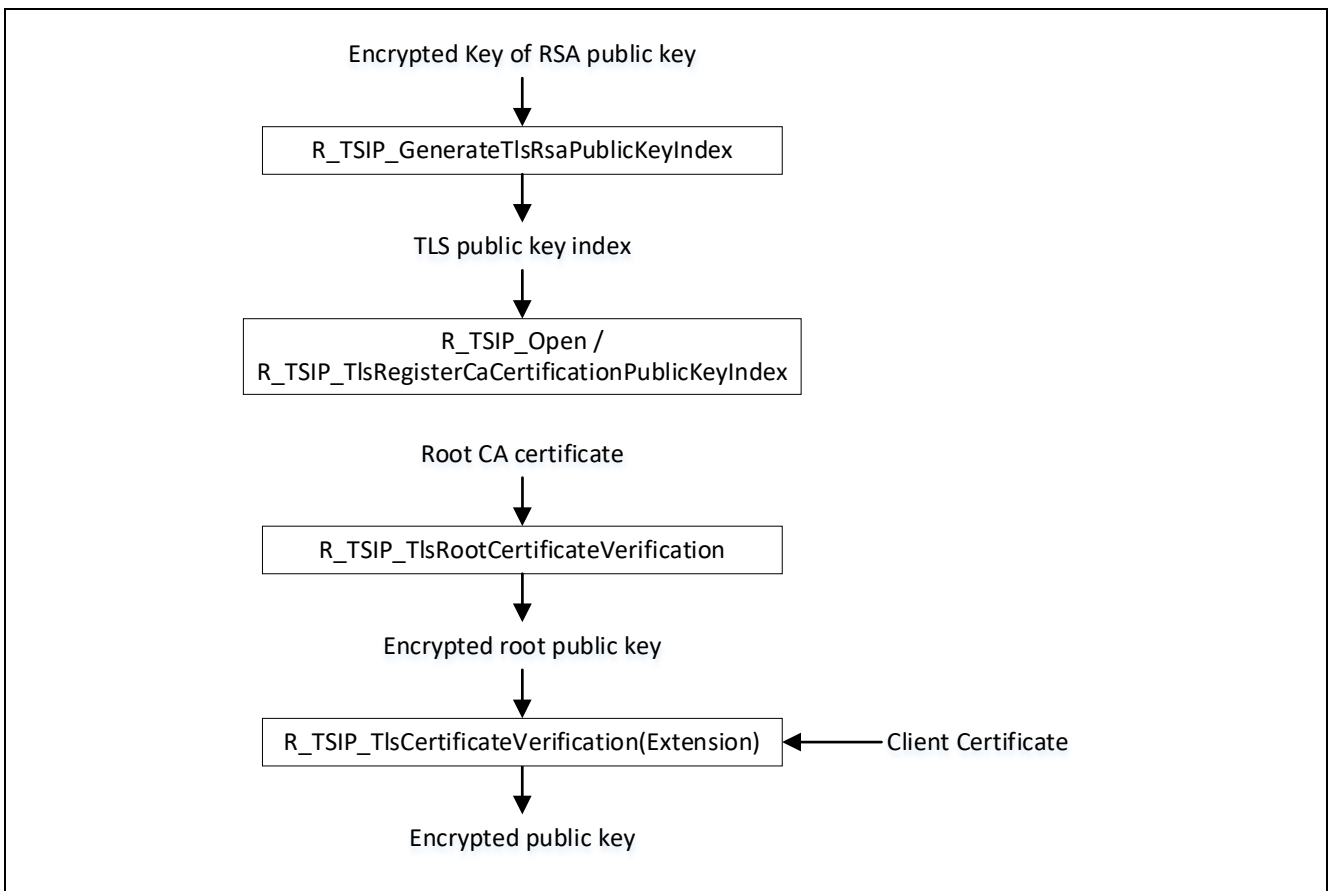 Encrypted Key of RSA public key
R_TSIP_GenerateTlsRsaPublicKeyIndex
TLS public key index
R_TSIP_Open /
R_TSIP_TlsRegisterCaCertificationPublicKeyIndex
Root CA certificate
R_TSIP_TlsRootCertificateVerification
Encrypted root public key
R_TSIP_TlsCertificateVerification(Extension)
Client Certificate
Encrypted public key